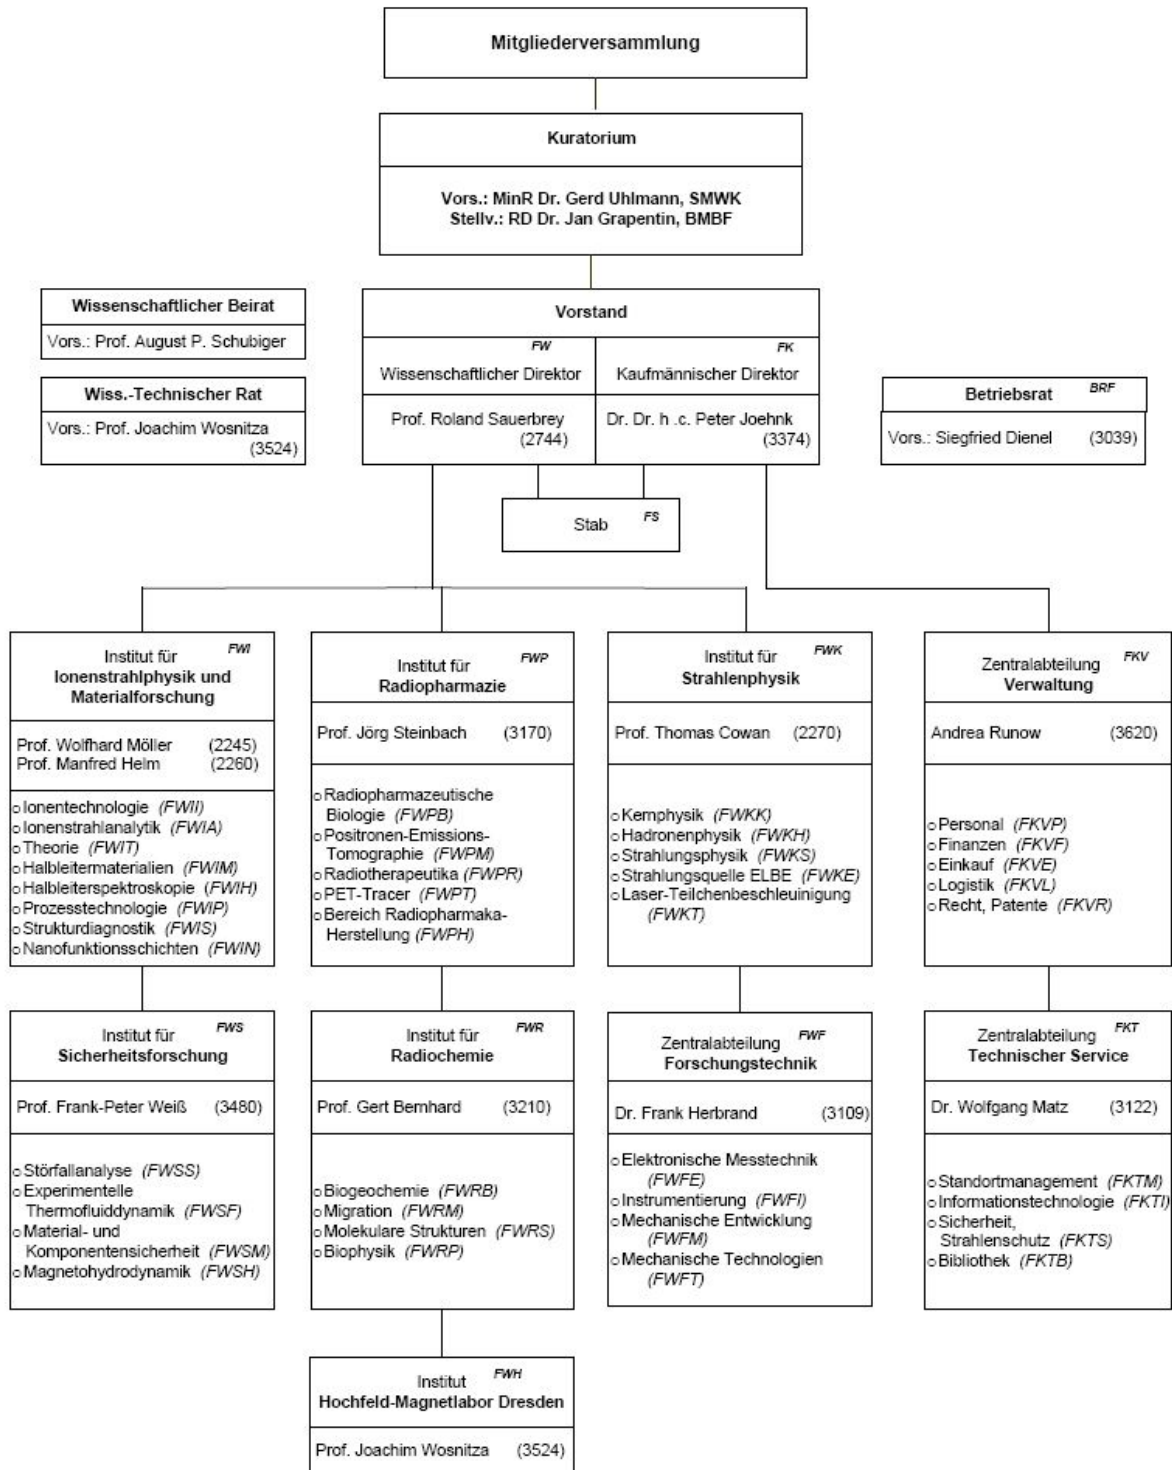 Mitgliederversammlung
Kuratorium
Vors.: MinR Dr. Gerd Uhlmann, SMWK
Stellv.: RD Dr. Jan Grapentin, BMBF
Wissenschaftlicher Beirat
Vors.: Prof. August P. Schubiger
Wiss.-Technischer Rat
Vors.: Prof. Joachim Wosnitza
(3524)
Vorstand
FW
Wissenschaftlicher Direktor
Prof. Roland Sauerbrey
(2744)
FK
Kaufmännischer Direktor
Dr. Dr. h .c. Peter Joehnk
(3374)
Betriebsrat BRF
Vors.: Siegfried Dienel (3039)
Stab FS
Institut für FWI
Ionenstrahlphysik und
Materialforschung
Prof. Wolfhard Möller (2245)
Prof. Manfred Helm (2260)
o Ionentechnologie (FWII)
o Ionenstrahlanalytik (FWIA)
o Theorie (FWIT)
o Halbleitermaterialien (FWIM)
o Halbleiterspektroskopie (FWIH)
o Prozesstechnologie (FWIP)
o Strukturdiagnostik (FWIS)
o Nanofunktionsschichten (FWIN)
Institut für FWP
Radiopharmazie
Prof. Jörg Steinbach (3170)
o Radiopharmazeutische
Biologie (FWPB)
o Positronen-Emissions-
Tomographie (FWPM)
o Radiotherapeutika (FWPR)
o PET-Tracer (FWPT)
o Bereich Radiopharmaka-
Herstellung (FWPH)
Institut für FWK
Strahlenphysik
Prof. Thomas Cowan (2270)
o Kernphysik (FWKK)
o Hadronenphysik (FWKH)
o Strahlungsphysik (FWKS)
o Strahlungsquelle ELBE (FWKE)
o Laser-Teilchenbeschleuinigung
(FWKT)
Zentralabteilung FKV
Verwaltung
Andrea Runow (3620)
o Personal (FKVP)
o Finanzen (FKVF)
o Einkauf (FKVE)
o Logistik (FKVL)
o Recht, Patente (FKVR)
Institut für FWS
Sicherheitsforschung
Prof. Frank-Peter Weiß (3480)
o Störfallanalyse (FWSS)
o Experimentelle
Thermofluiddynamik (FWSF)
o Material- und
Komponentensicherheit (FWSM)
o Magnetohydrodynamik (FWSH)
Institut für FWR
Radiochemie
Prof. Gert Bernhard (3210)
o Biogeochemie (FWRB)
o Migration (FWRM)
o Molekulare Strukturen (FWRS)
o Biophysik (FWRP)
Zentralabteilung FWF
Forschungstechnik
Dr. Frank Herbrand (3109)
o Elektronische Messtechnik
(FWFE)
o Instrumentierung (FWFI)
o Mechanische Entwicklung
(FWFM)
o Mechanische Technologien
(FWFT)
Zentralabteilung FKT
Technischer Service
Dr. Wolfgang Matz (3122)
o Standortmanagement (FKTM)
o Informationstechnologie (FKTI)
o Sicherheit,
Strahlenschutz (FKTS)
o Bibliothek (FKTB)
Institut FWH
Hochfeld-Magnetlabor Dresden
Prof. Joachim Wosnitza (3524)